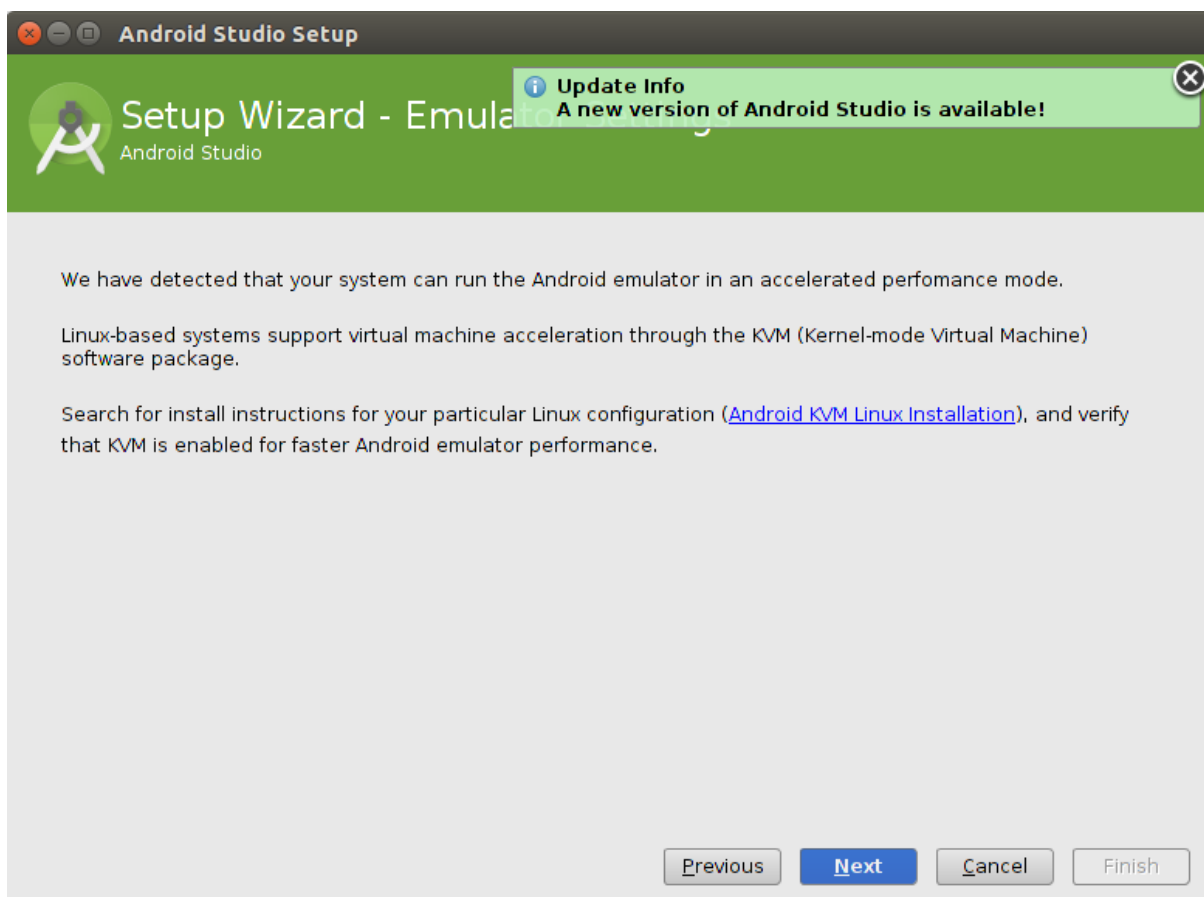 Android Studio Setup
Update Info
A new version of Android Studio is available!
Setup Wizard - Emulator Settings
Android Studio
We have detected that your system can run the Android emulator in an accelerated perfomance mode.
Linux-based systems support virtual machine acceleration through the KVM (Kernel-mode Virtual Machine)
software package.
Search for install instructions for your particular Linux configuration (Android KVM Linux Installation), and verify
that KVM is enabled for faster Android emulator performance.
Previous Next Cancel Finish